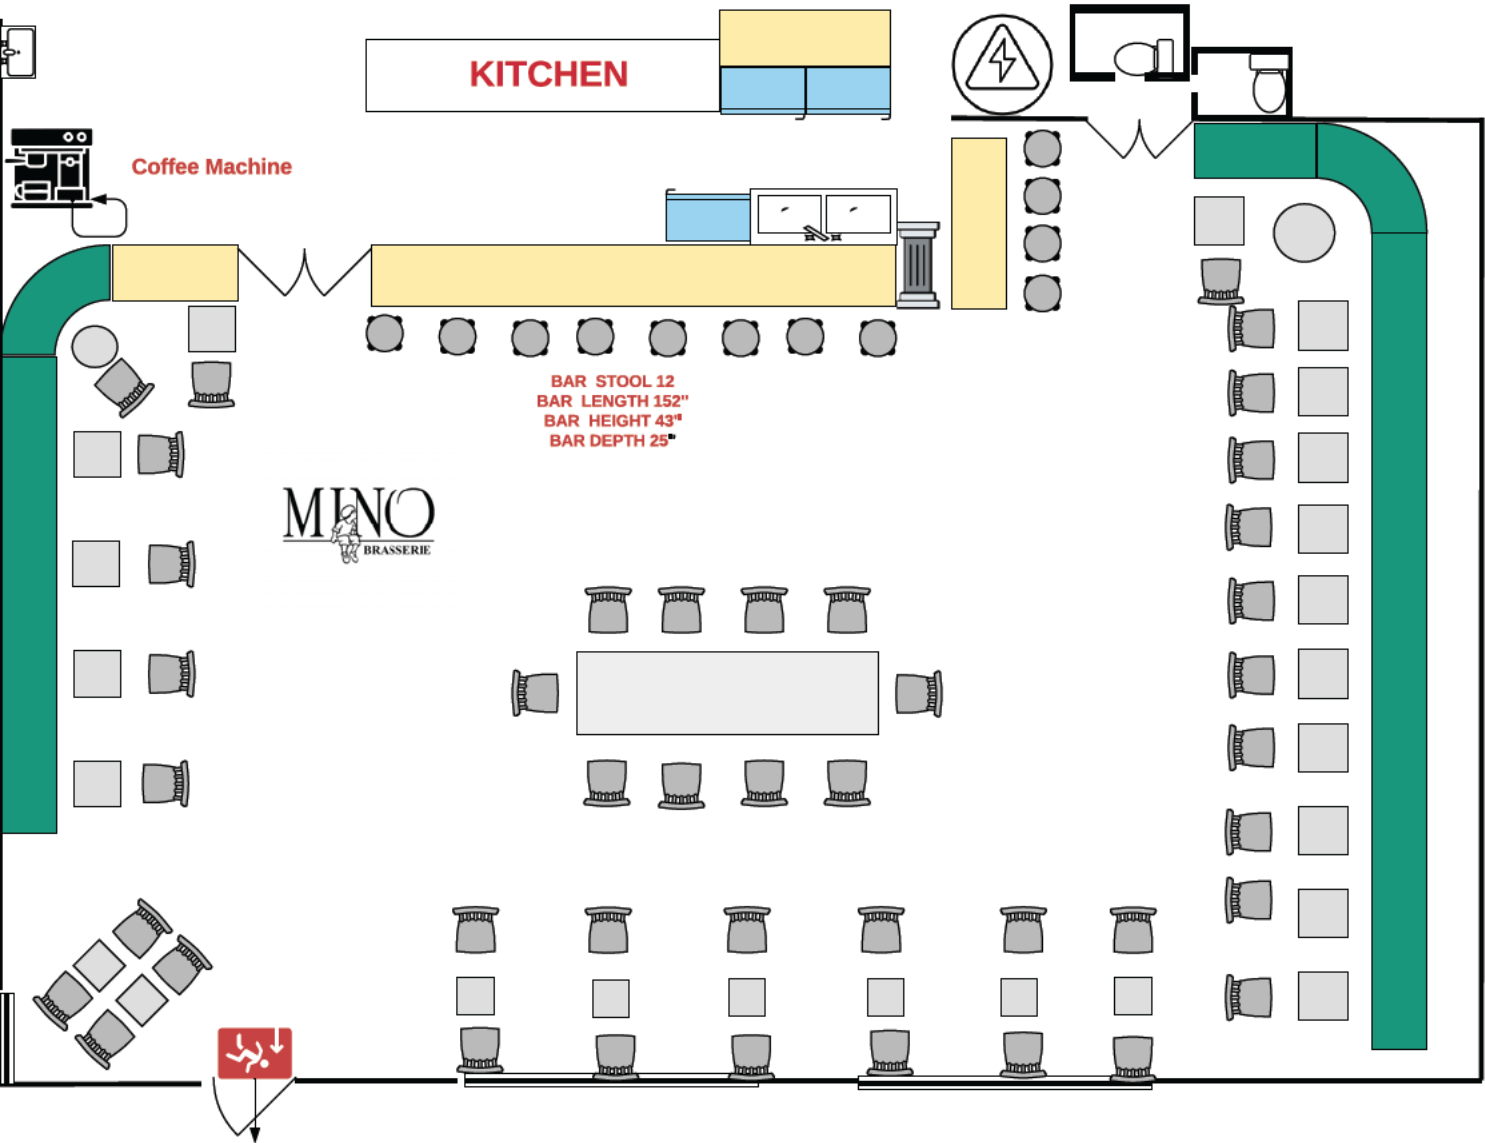 KITCHEN
Coffee Machine
BAR STOOL 12
BAR LENGTH 152"
BAR HEIGHT 43"
BAR DEPTH 25"
MINO
BRASSERIE